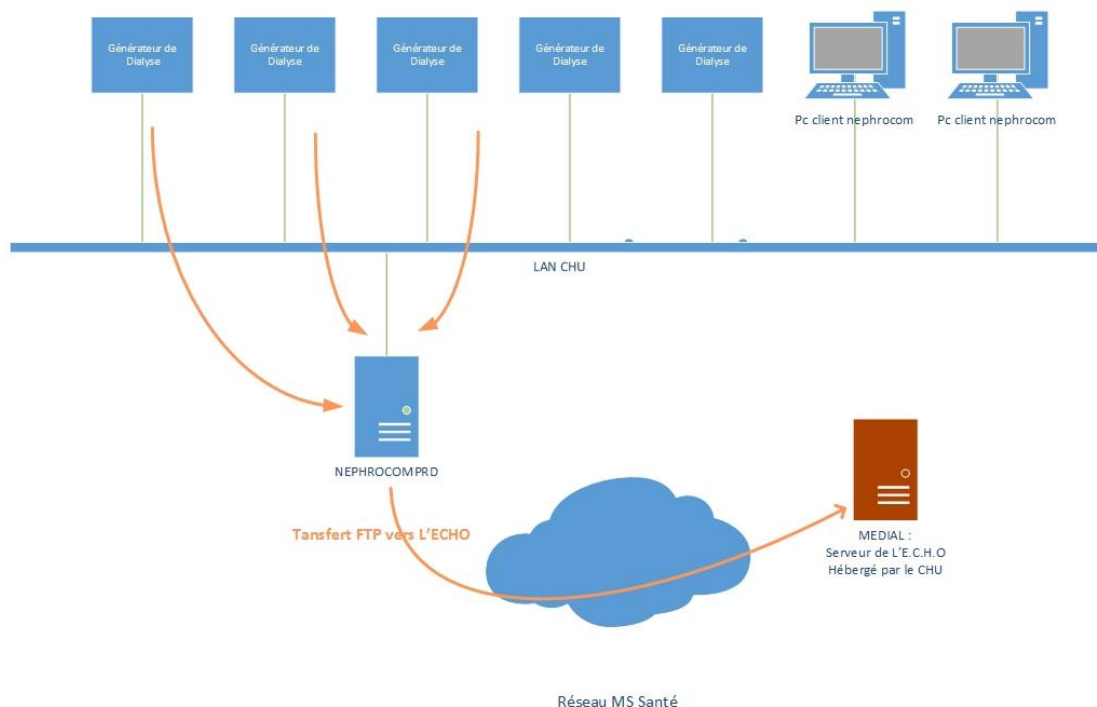 Générateur de
Dialyse
Générateur de
Dialyse
Générateur de
Dialyse
Générateur de
Dialyse
Générateur de
Dialyse
Pc client nephrocom
Pc client nephrocom
LAN CHU
NEPHROCOMPRD
Tansfert FTP vers L'ECHO
MEDIAL :
Serveur de L'E.C.H.O
Hébergé par le CHU
Réseau MS Santé